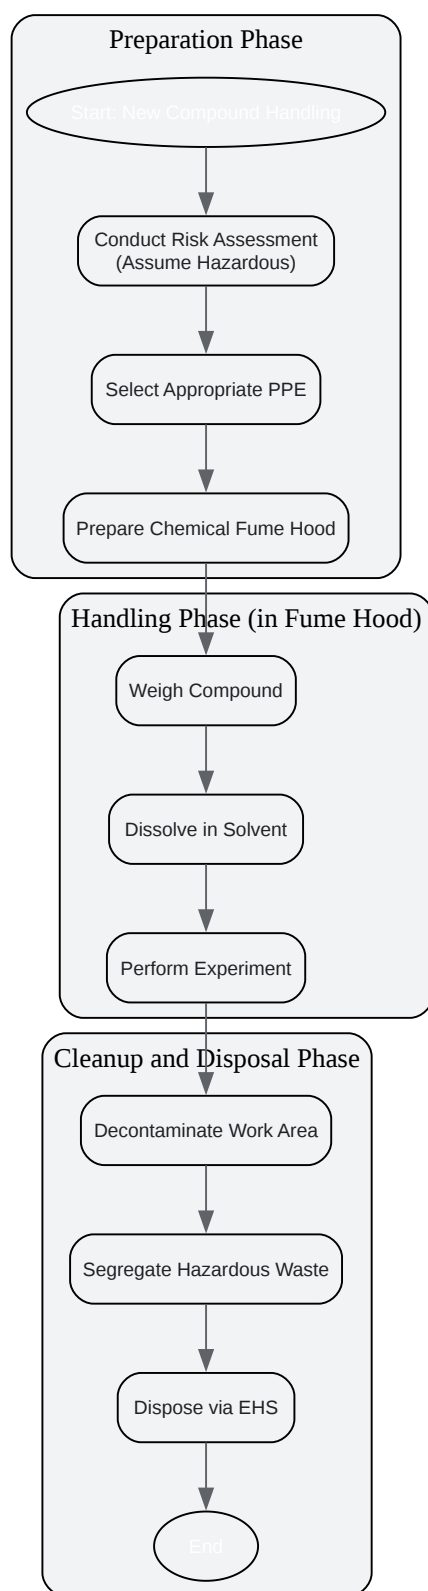 Preparation Phase
Start: New Compound Handling
Conduct Risk Assessment
(Assume Hazardous)
Select Appropriate PPE
Prepare Chemical Fume Hood
Handling Phase (in Fume Hood)
Weigh Compound
Dissolve in Solvent
Perform Experiment
Cleanup and Disposal Phase
Decontaminate Work Area
Segregate Hazardous Waste
Dispose via EHS
End